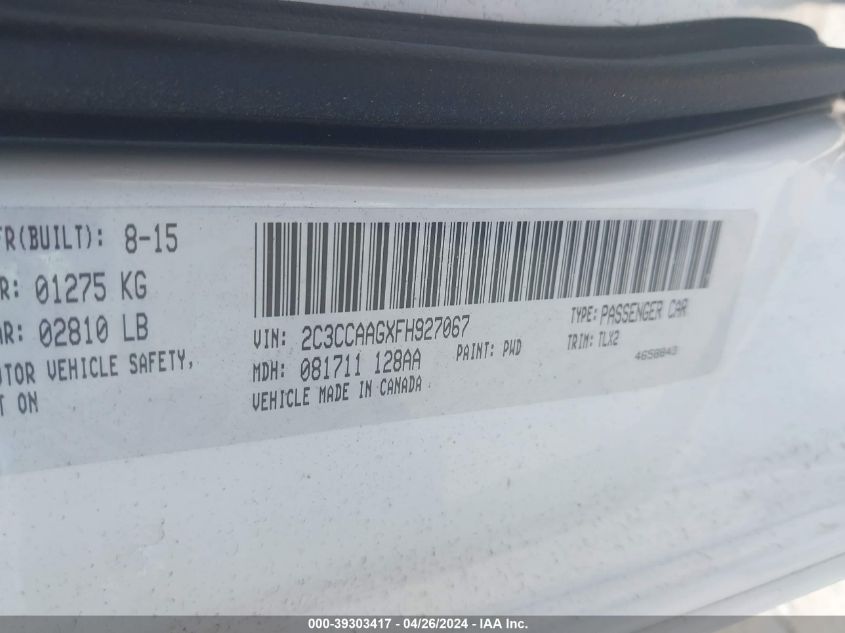 FR(BUILT): 8-15
R: 01275 KG
AR: 02810 LB
TOR VEHICLE SAFETY,
T ON
VIN: 2C3CCAAGXFH927067
TYPE: PASSENGER CAR
MDH: 081711 128AA
PAINT: PWD
TRIM: TLX2
4658843
VEHICLE MADE IN CANADA
000-39303417 - 04/26/2024 - IAA Inc.